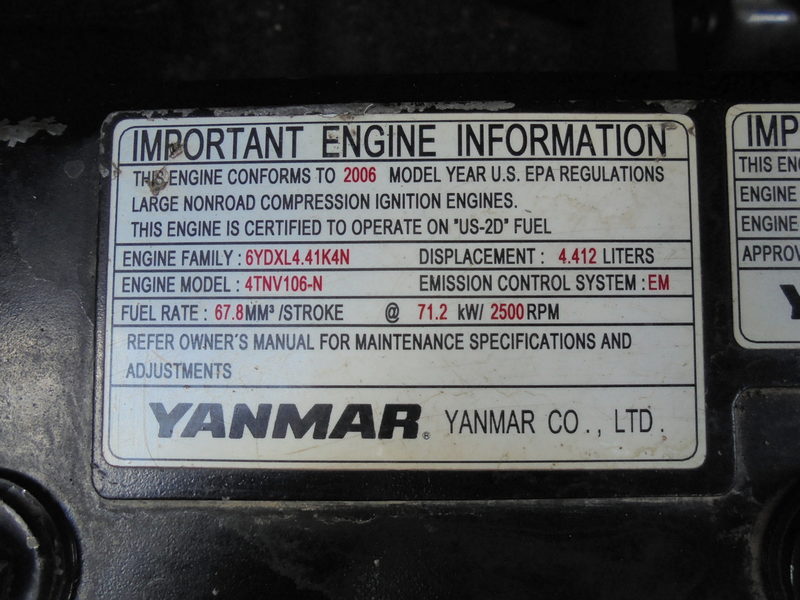 IMPORTANT ENGINE INFORMATION
THIS ENGINE CONFORMS TO 2006 MODEL YEAR U.S. EPA REGULATIONS
LARGE NONROAD COMPRESSION IGNITION ENGINES.
THIS ENGINE IS CERTIFIED TO OPERATE ON "US-2D" FUEL
ENGINE FAMILY : 6YDXL4.41K4N DISPLACEMENT : 4.412 LITERS
ENGINE MODEL : 4TNV106-N EMISSION CONTROL SYSTEM : EM
FUEL RATE : 67.8MM³/STROKE @ 71.2 kW/ 2500RPM
REFER OWNER'S MANUAL FOR MAINTENANCE SPECIFICATIONS AND
ADJUSTMENTS
YANMAR® YANMAR CO., LTD.
IMP
THIS EN
ENGINE
ENGINE
APPROV